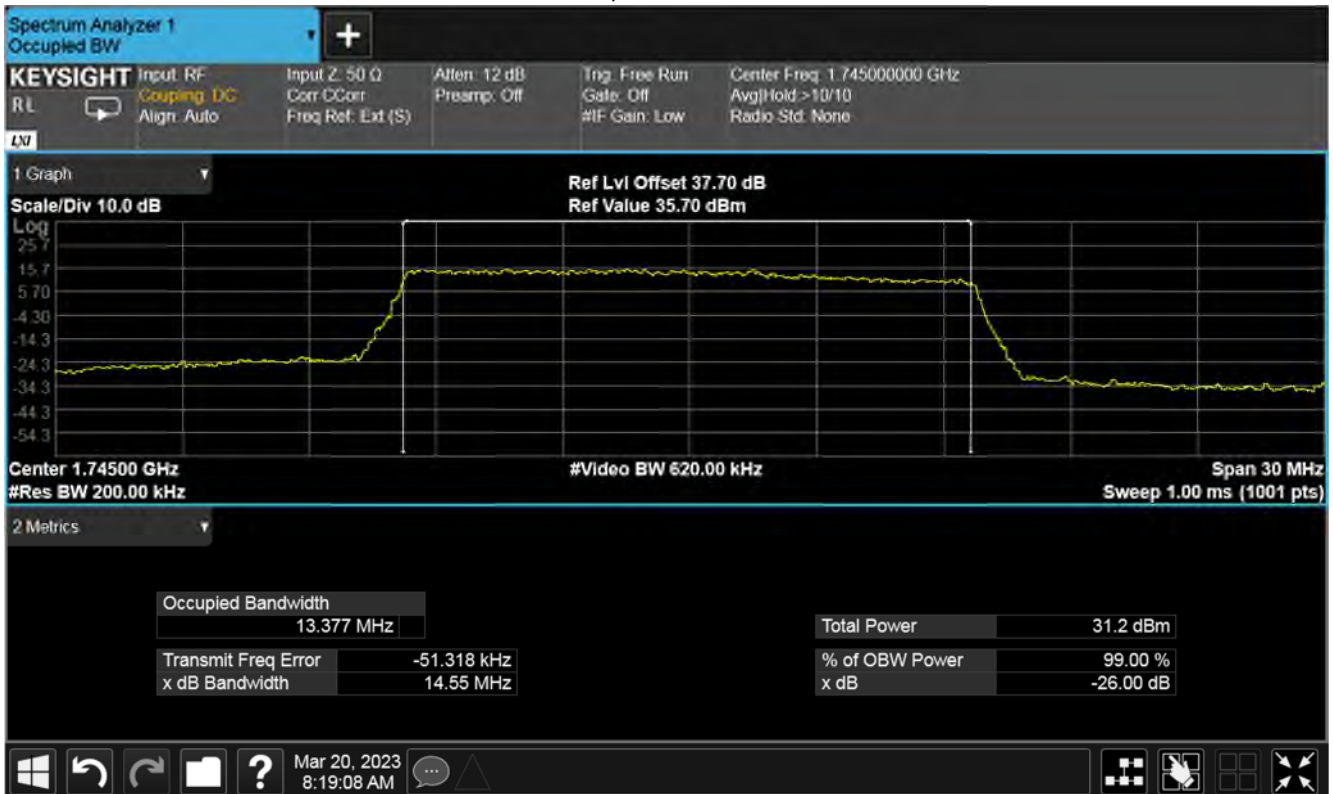 Spectrum Analyzer 1
Occupied BW
+
KEYSIGHT
RL
LXI
Input: RF
Coupling: DC
Align: Auto
Input Z: 50 Ω
Corr CCorr
Freq Ref: Ext (S)
Atten: 12 dB
Preamp: Off
Trig: Free Run
Gate: Off
#IF Gain: Low
Center Freq: 1.745000000 GHz
Avg|Hold:>10/10
Radio Std: None
1 Graph
Ref Lvl Offset 37.70 dB
Scale/Div 10.0 dB
Ref Value 35.70 dBm
Log
25.7
15.7
5.70
-4.30
-14.3
-24.3
-34.3
-44.3
-54.3
Center 1.74500 GHz
#Video BW 620.00 kHz
Span 30 MHz
#Res BW 200.00 kHz
Sweep 1.00 ms (1001 pts)
2 Metrics
Occupied Bandwidth
13.377 MHz
Total Power 31.2 dBm
Transmit Freq Error -51.318 kHz
% of OBW Power 99.00 %
x dB Bandwidth 14.55 MHz
x dB -26.00 dB
?
Mar 20, 2023
8:19:08 AM